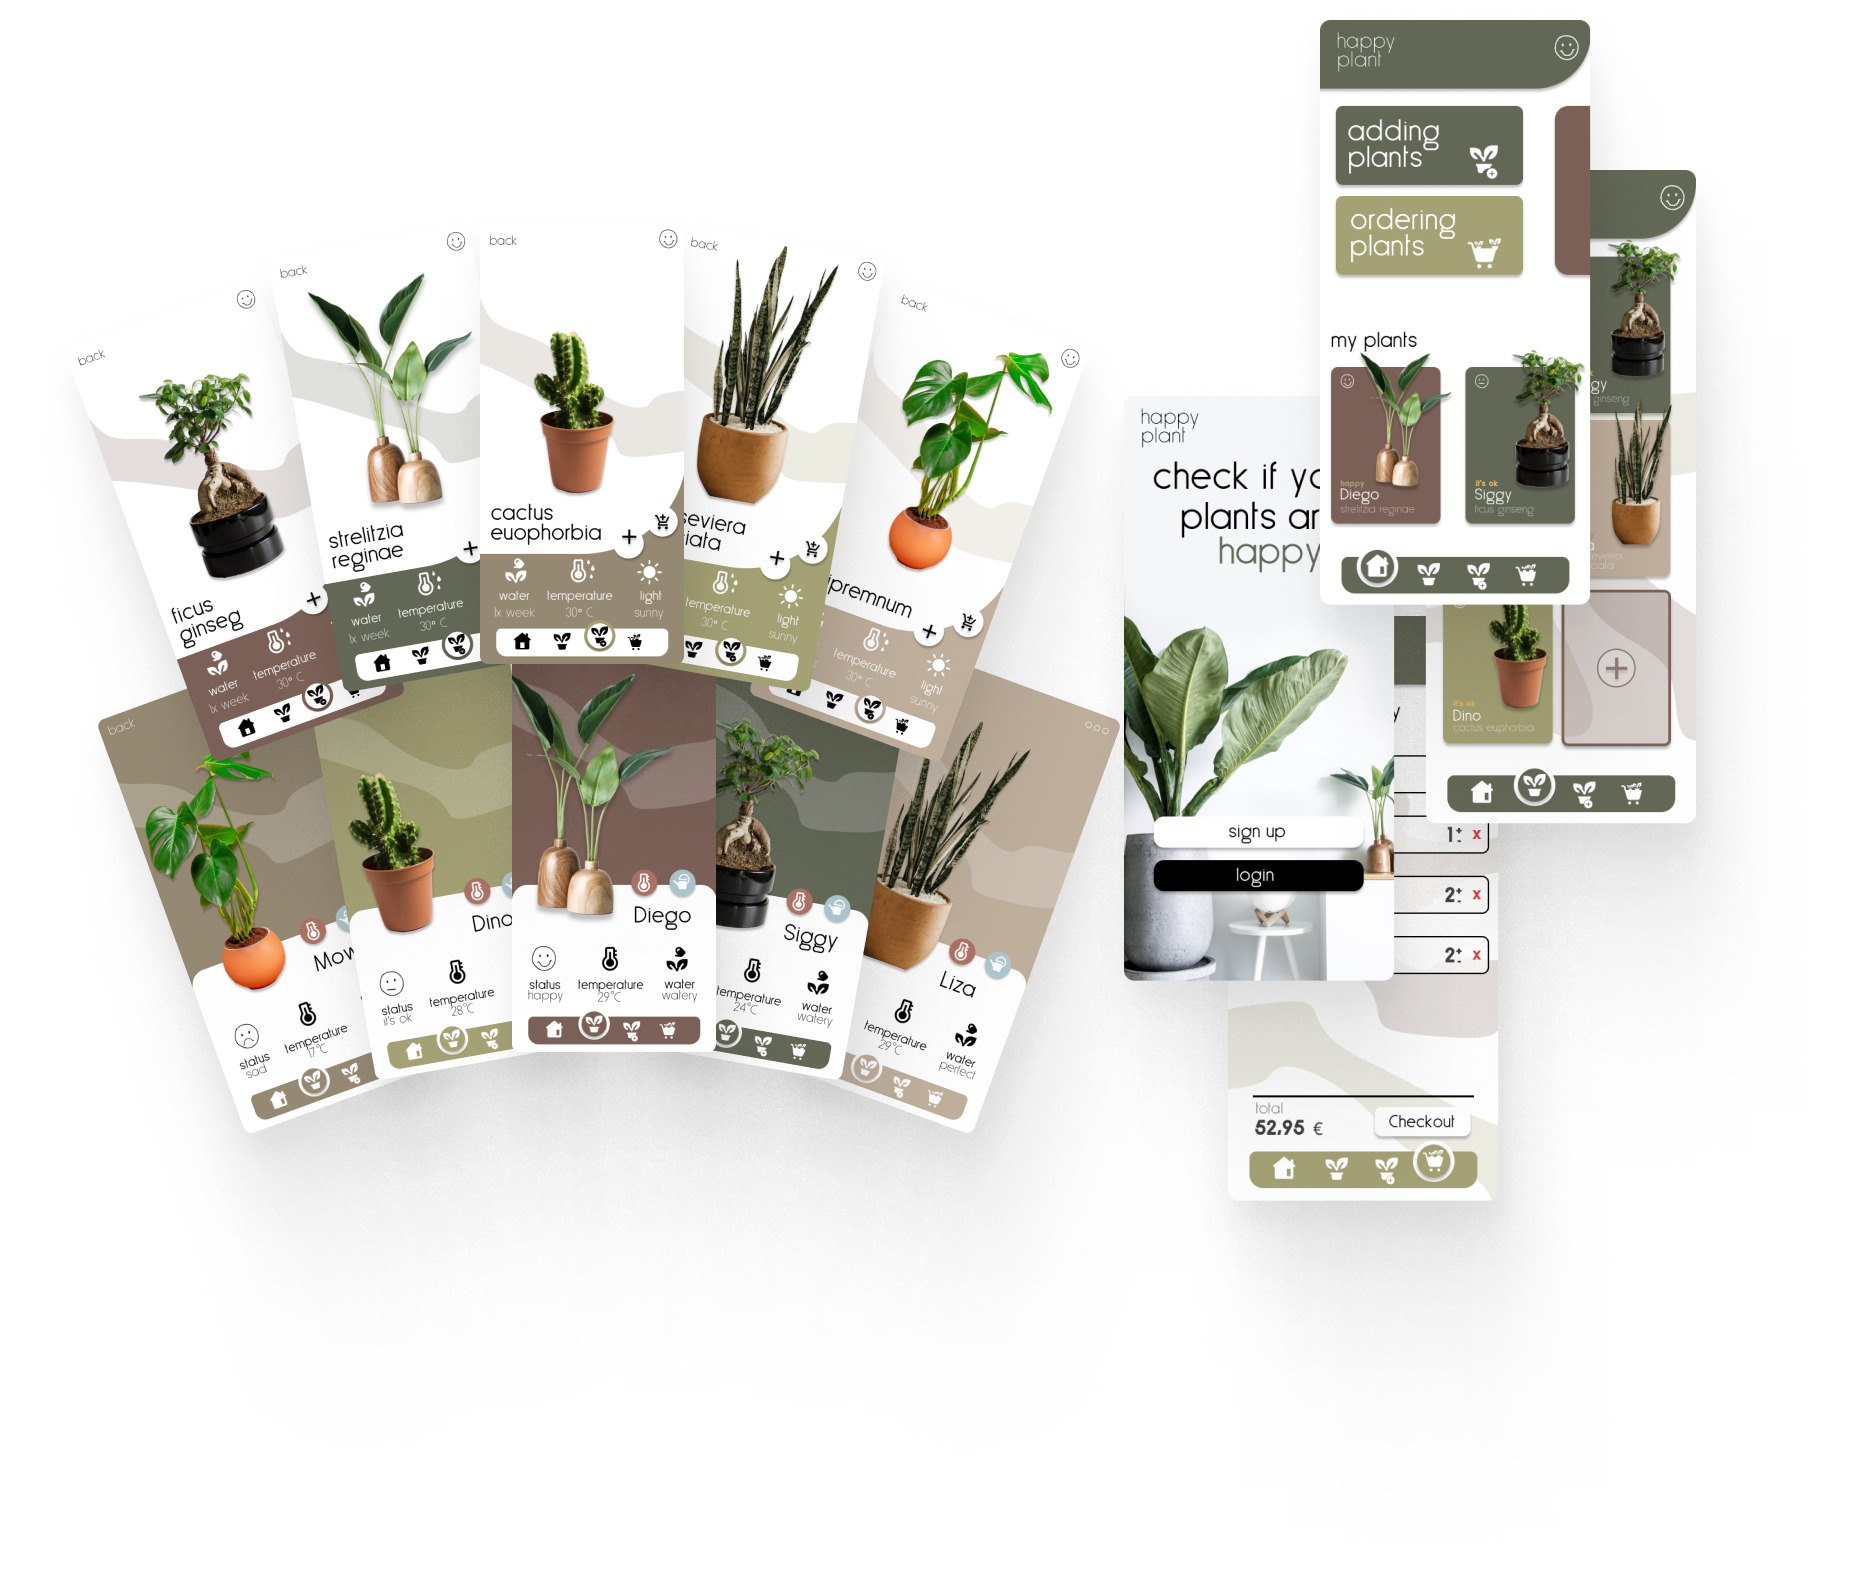 back
ficus
ginseg
water
1x week
temperature
30° C
back
strelitzia
reginae
water
1x week
temperature
30° C
back
cactus
euophorbia
water
1x week
temperature
30° C
light
sunny
back
seviera
iata
temperature
30° C
light
sunny
back
ipremnum
temperature
30° C
light
sunny
back
Mow
status
sad
temperature
17°C
Dino
status
it's ok
temperature
28°C
Diego
status
happy
temperature
29°C
water
watery
Siggy
temperature
24°C
water
watery
Liza
temperature
29°C
water
perfect
happy
plant
check if yo
plants ar
happy
sign up
login
happy
plant
adding
plants
ordering
plants
my plants
happy
Diego
strelitzia reginae
it's ok
Siggy
ficus ginseng
gy
ginseng
a
evieria
ciata
it's ok
Dino
cactus euphorbia
y
1+- x
2+- x
2+- x
total
52,95 €
Checkout